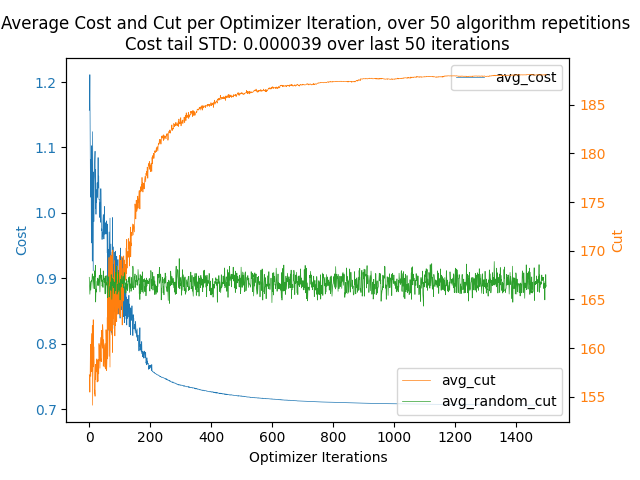 Average Cost and Cut per Optimizer Iteration, over 50 algorithm repetitions
Cost tail STD: 0.000039 over last 50 iterations
1.2
1.1
1.0
0.9
0.8
0.7
Cost
185
180
175
170
165
160
155
Cut
avg_cost
avg_cut
avg_random_cut
0
200
400
600
800
1000
1200
1400
Optimizer Iterations